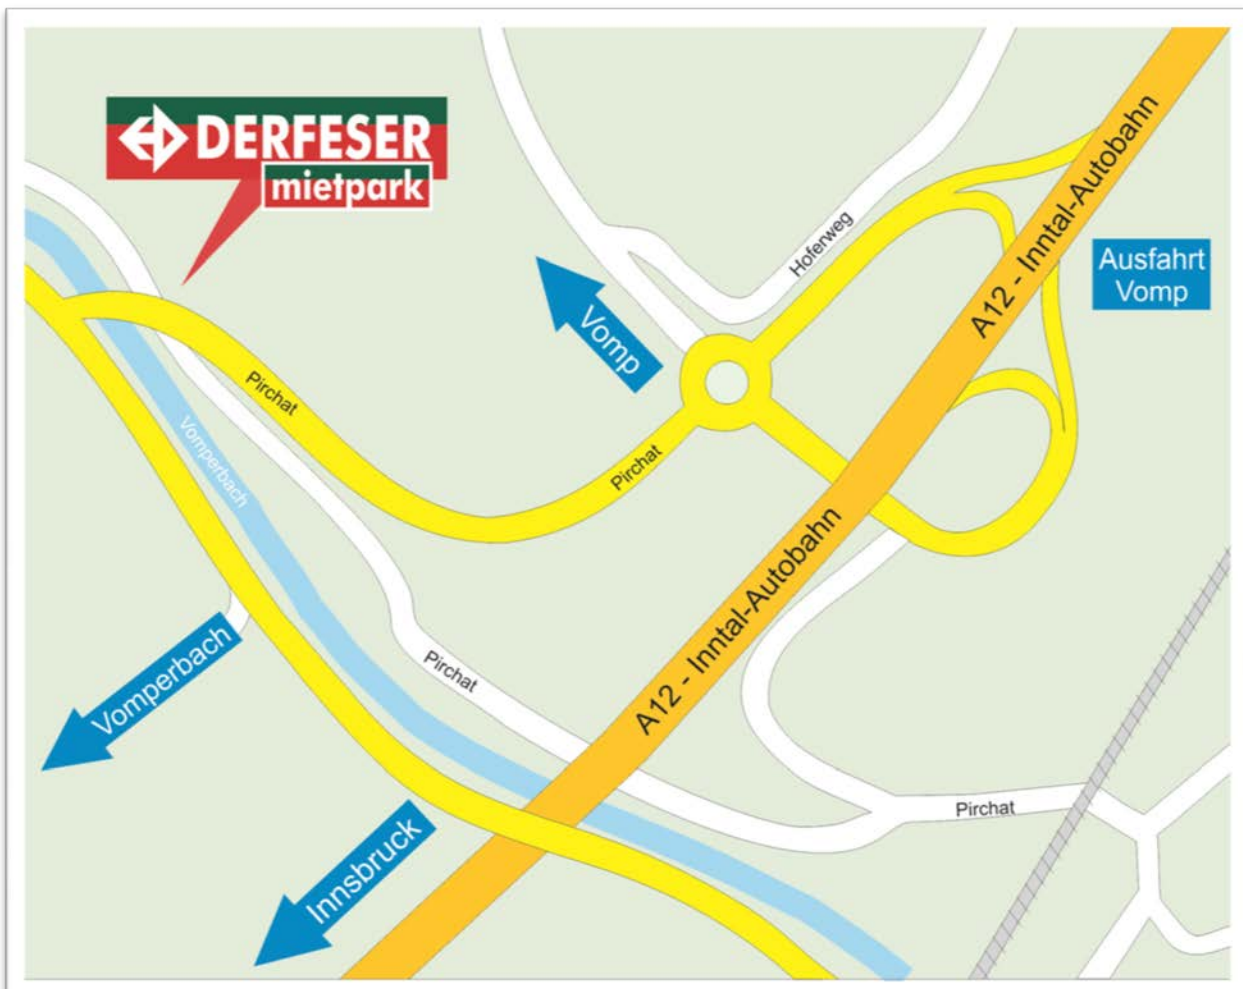 DERFESER
mietpark
Hoferweg
A12 - Inntal-Autobahn
Ausfahrt
Vomp
Vomp
Pirchat
Pirchat
Vomperbach
A12 - Inntal-Autobahn
Vomperbach
Pirchat
Pirchat
Innsbruck